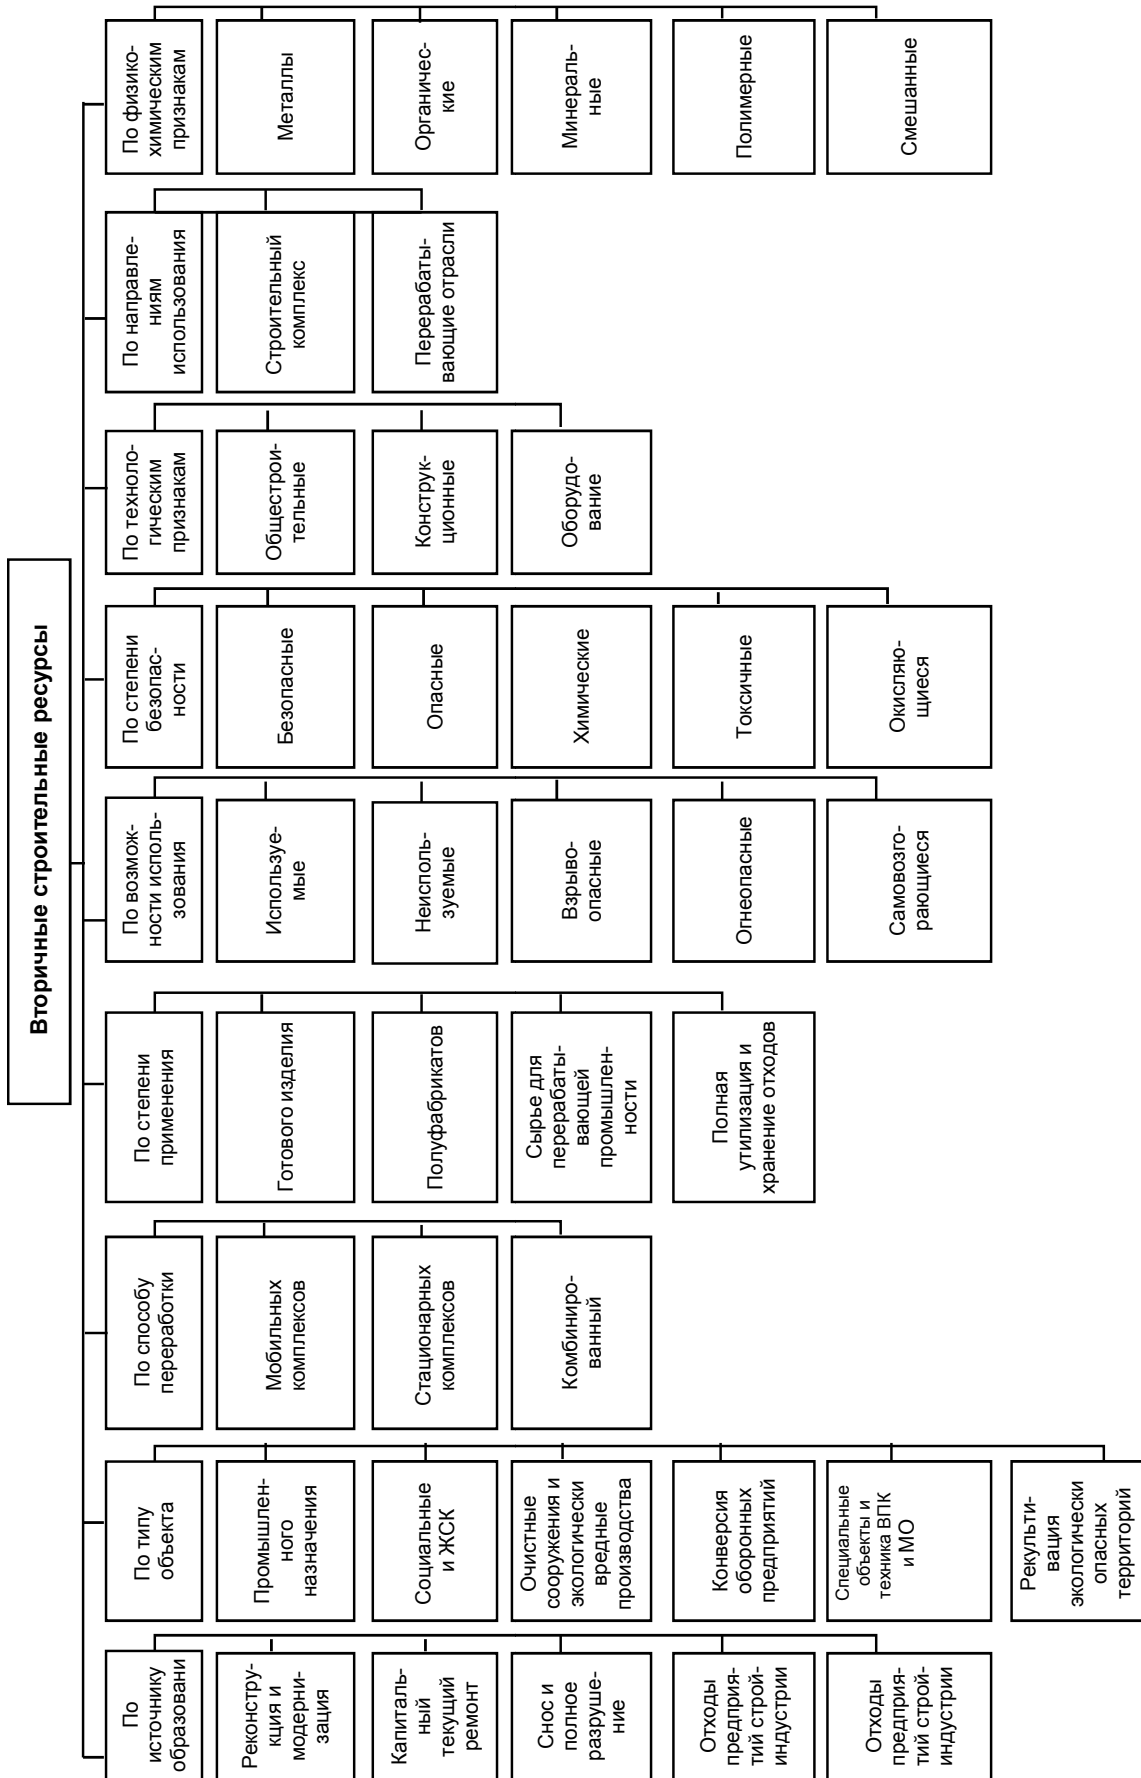 Вторичные строительные ресурсы
По
источнику
образовани
Реконстру-
кция и
модерни-
зация
Капиталь-
ный
текущий
ремонт
Снос и
полное
разруше-
ние
Отходы
предприя-
тий строй-
индустрии
Отходы
предприя-
тий строй-
индустрии
По типу
объекта
Промышлен-
ного
назначения
Социальные
и ЖСК
Очистные
сооружения и
экологически
вредные
производства
Конверсия
оборонных
предприятий
Специальные
объекты и
техника ВПК
и МО
Рекульти-
вация
экологически
опасных
территорий
По способу
переработки
Мобильных
комплексов
Стационарных
комплексов
Комбиниро-
ванный
По степени
применения
Готового изделия
Полуфабрикатов
Сырье для
перерабаты-
вающей
промышлен-
ности
Полная
утилизация и
хранение отходов
По возмож-
ности исполь-
зования
Используе-
мые
Неисполь-
зуемые
Взрыво-
опасные
Огнеопасные
Самовозго-
рающиеся
По степени
безопас-
ности
Безопасные
Опасные
Химические
Токсичные
Окисляю-
щиеся
По техноло-
гическим
признакам
Общестрои-
тельные
Конструк-
ционные
Оборудо-
вание
По направле-
ниям
использования
Строительный
комплекс
Перерабаты-
вающие отрасли
По физико-
химическим
признакам
Металлы
Органичес-
кие
Минераль-
ные
Полимерные
Смешанные